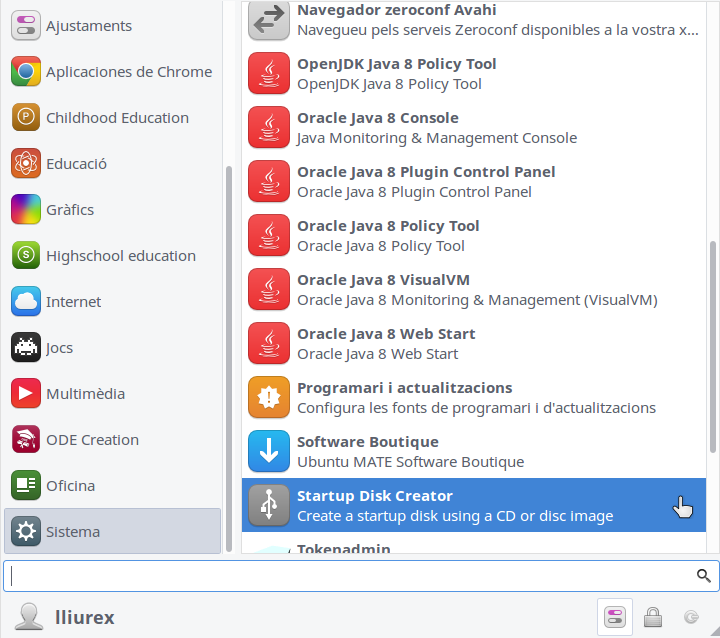 Ajustaments
Aplicaciones de Chrome
Childhood Education
Educació
Gràfics
Highschool education
Internet
Jocs
Multimèdia
ODE Creation
Oficina
Sistema
Navegador zeroconf Avahi
Navegueu pels serveis Zeroconf disponibles a la vostra x...
OpenJDK Java 8 Policy Tool
OpenJDK Java 8 Policy Tool
Oracle Java 8 Console
Java Monitoring & Management Console
Oracle Java 8 Plugin Control Panel
Oracle Java 8 Plugin Control Panel
Oracle Java 8 Policy Tool
Oracle Java 8 Policy Tool
Oracle Java 8 VisualVM
Oracle Java 8 Monitoring & Management (VisualVM)
Oracle Java 8 Web Start
Oracle Java 8 Web Start
Programari i actualitzacions
Configura les fonts de programari i d'actualitzacions
Software Boutique
Ubuntu MATE Software Boutique
Startup Disk Creator
Create a startup disk using a CD or disc image
Tokenadmin
lliurex